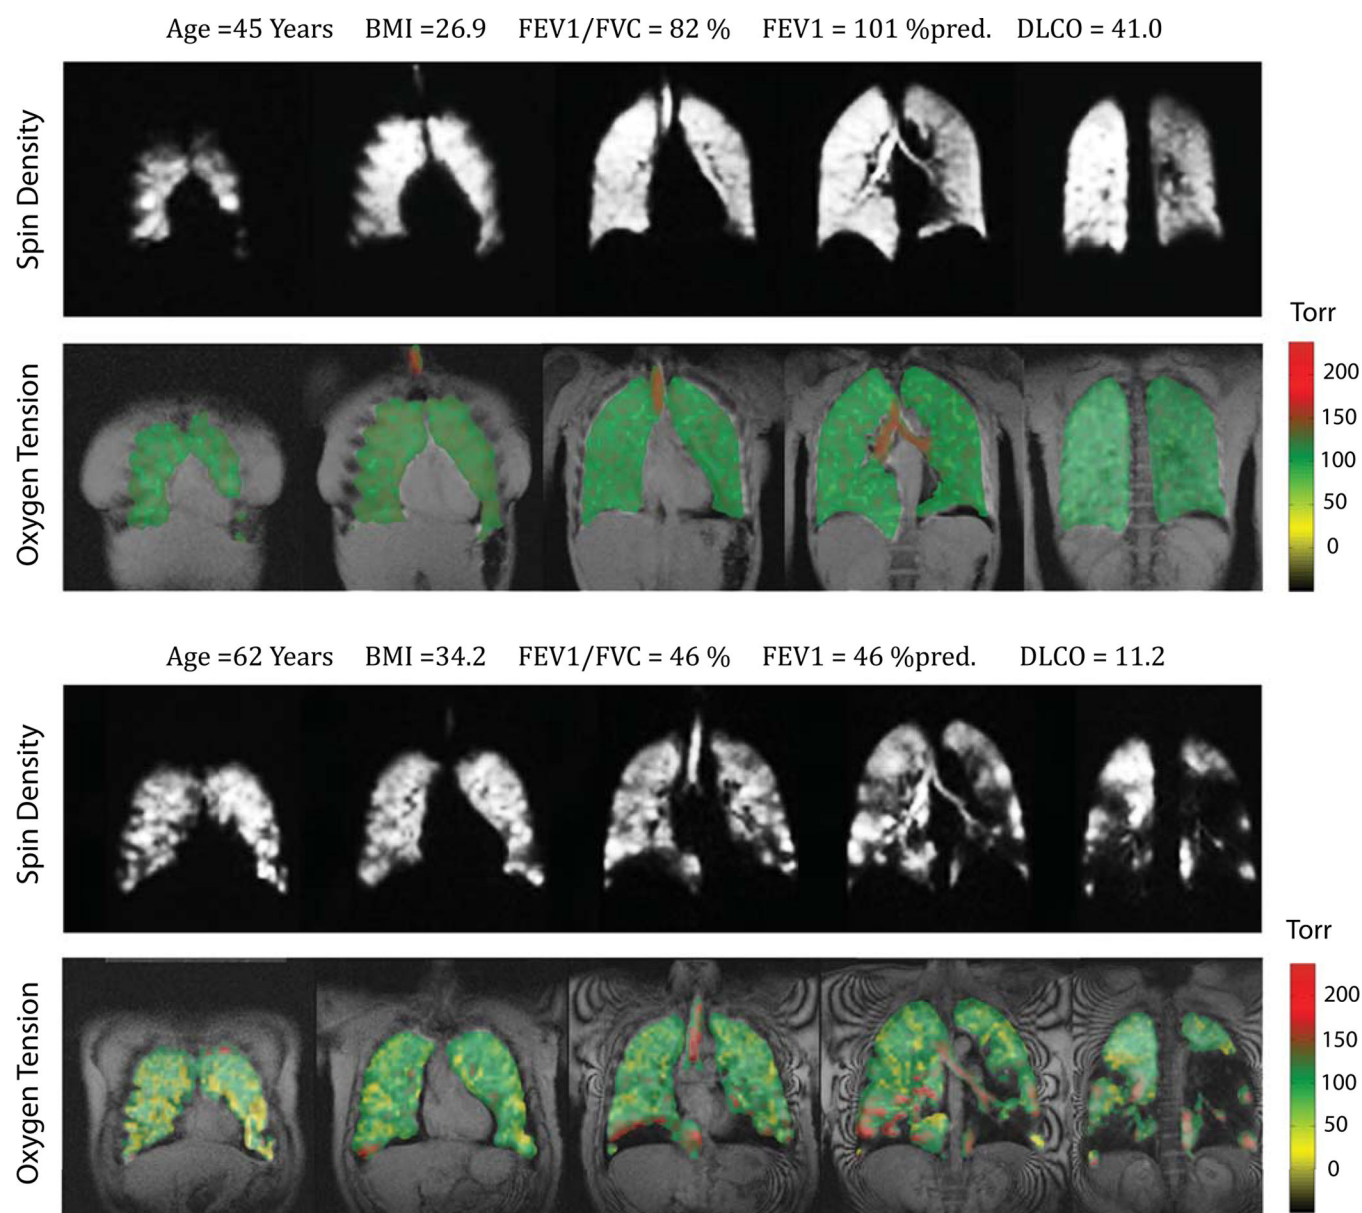 Age =45 Years BMI =26.9 FEV1/FVC = 82 % FEV1 = 101 %pred. DLCO = 41.0
Spin Density
Oxygen Tension
Torr
200
150
100
50
0
Age =62 Years BMI =34.2 FEV1/FVC = 46 % FEV1 = 46 %pred. DLCO = 11.2
Spin Density
Oxygen Tension
Torr
200
150
100
50
0